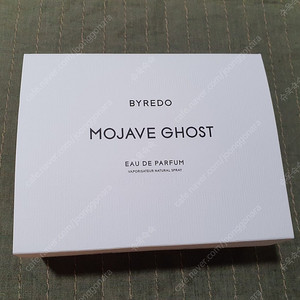 BYREDO
MOJAVE GHOST
EAU DE PARFUM
VAPORISATEUR NATURAL SPRAY